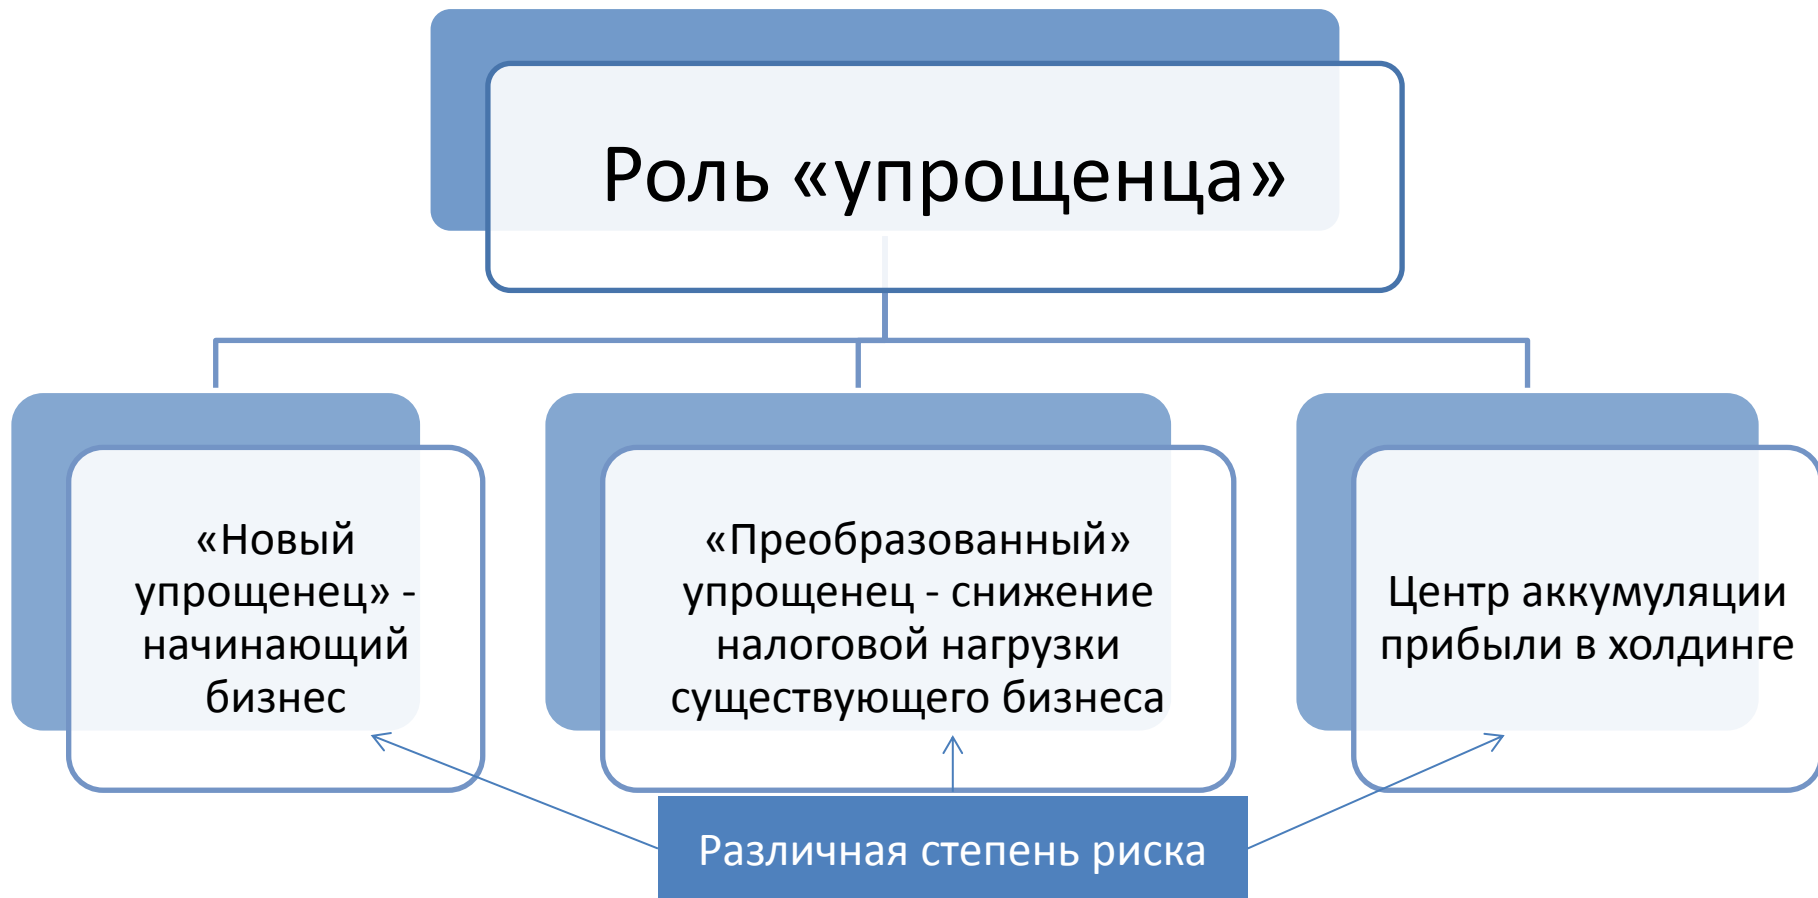 Роль «упрощенца»
«Новый
упрощенец» -
начинающий
бизнес
«Преобразованный»
упрощенец - снижение
налоговой нагрузки
существующего бизнеса
Центр аккумуляции
прибыли в холдинге
Различная степень риска